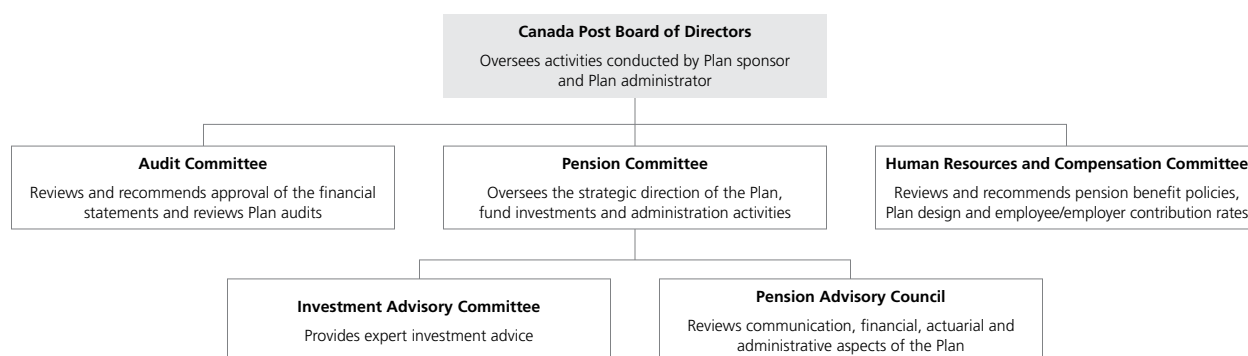 Canada Post Board of Directors
Oversees activities conducted by Plan sponsor
and Plan administrator
Audit Committee
Reviews and recommends approval of the financial
statements and reviews Plan audits
Pension Committee
Oversees the strategic direction of the Plan,
fund investments and administration activities
Human Resources and Compensation Committee
Reviews and recommends pension benefit policies,
Plan design and employee/employer contribution rates
Investment Advisory Committee
Provides expert investment advice
Pension Advisory Council
Reviews communication, financial, actuarial and
administrative aspects of the Plan